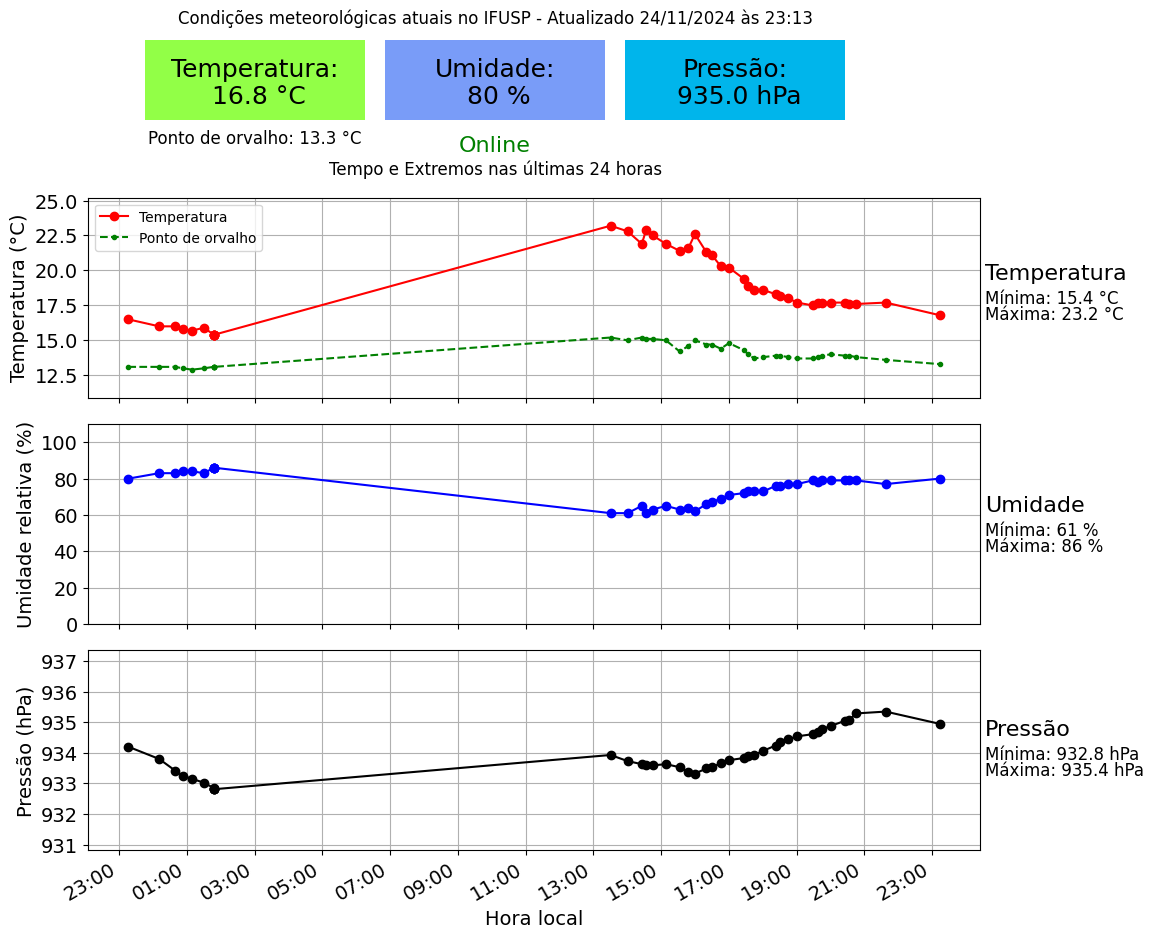 Condições meteorológicas atuais no IFUSP - Atualizado 24/11/2024 às 23:13
Temperatura:
16.8 °C
Umidade:
80 %
Pressão:
935.0 hPa
Ponto de orvalho: 13.3 °C
Online
Tempo e Extremos nas últimas 24 horas
Temperatura (°C)
25.0
22.5
20.0
17.5
15.0
12.5
Temperatura
Ponto de orvalho
Temperatura
Mínima: 15.4 °C
Máxima: 23.2 °C
Umidade relativa (%)
100
80
60
40
20
0
Umidade
Mínima: 61 %
Máxima: 86 %
Pressão (hPa)
937
936
935
934
933
932
931
Pressão
Mínima: 932.8 hPa
Máxima: 935.4 hPa
23:00 01:00 03:00 05:00 07:00 09:00 11:00 13:00 15:00 17:00 19:00 21:00 23:00
Hora local